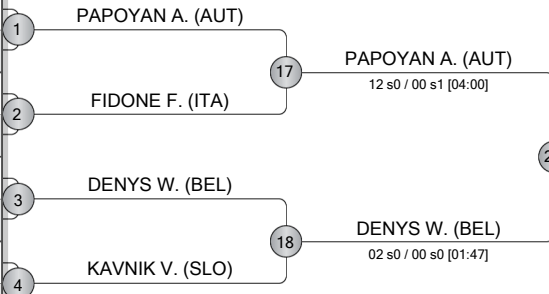 1
PAPOYAN A. (AUT)
17
PAPOYAN A. (AUT)
12 s0 / 00 s1 [04:00]
2
FIDONE F. (ITA)
3
DENYS W. (BEL)
18
DENYS W. (BEL)
02 s0 / 00 s0 [01:47]
4
KAVNIK V. (SLO)